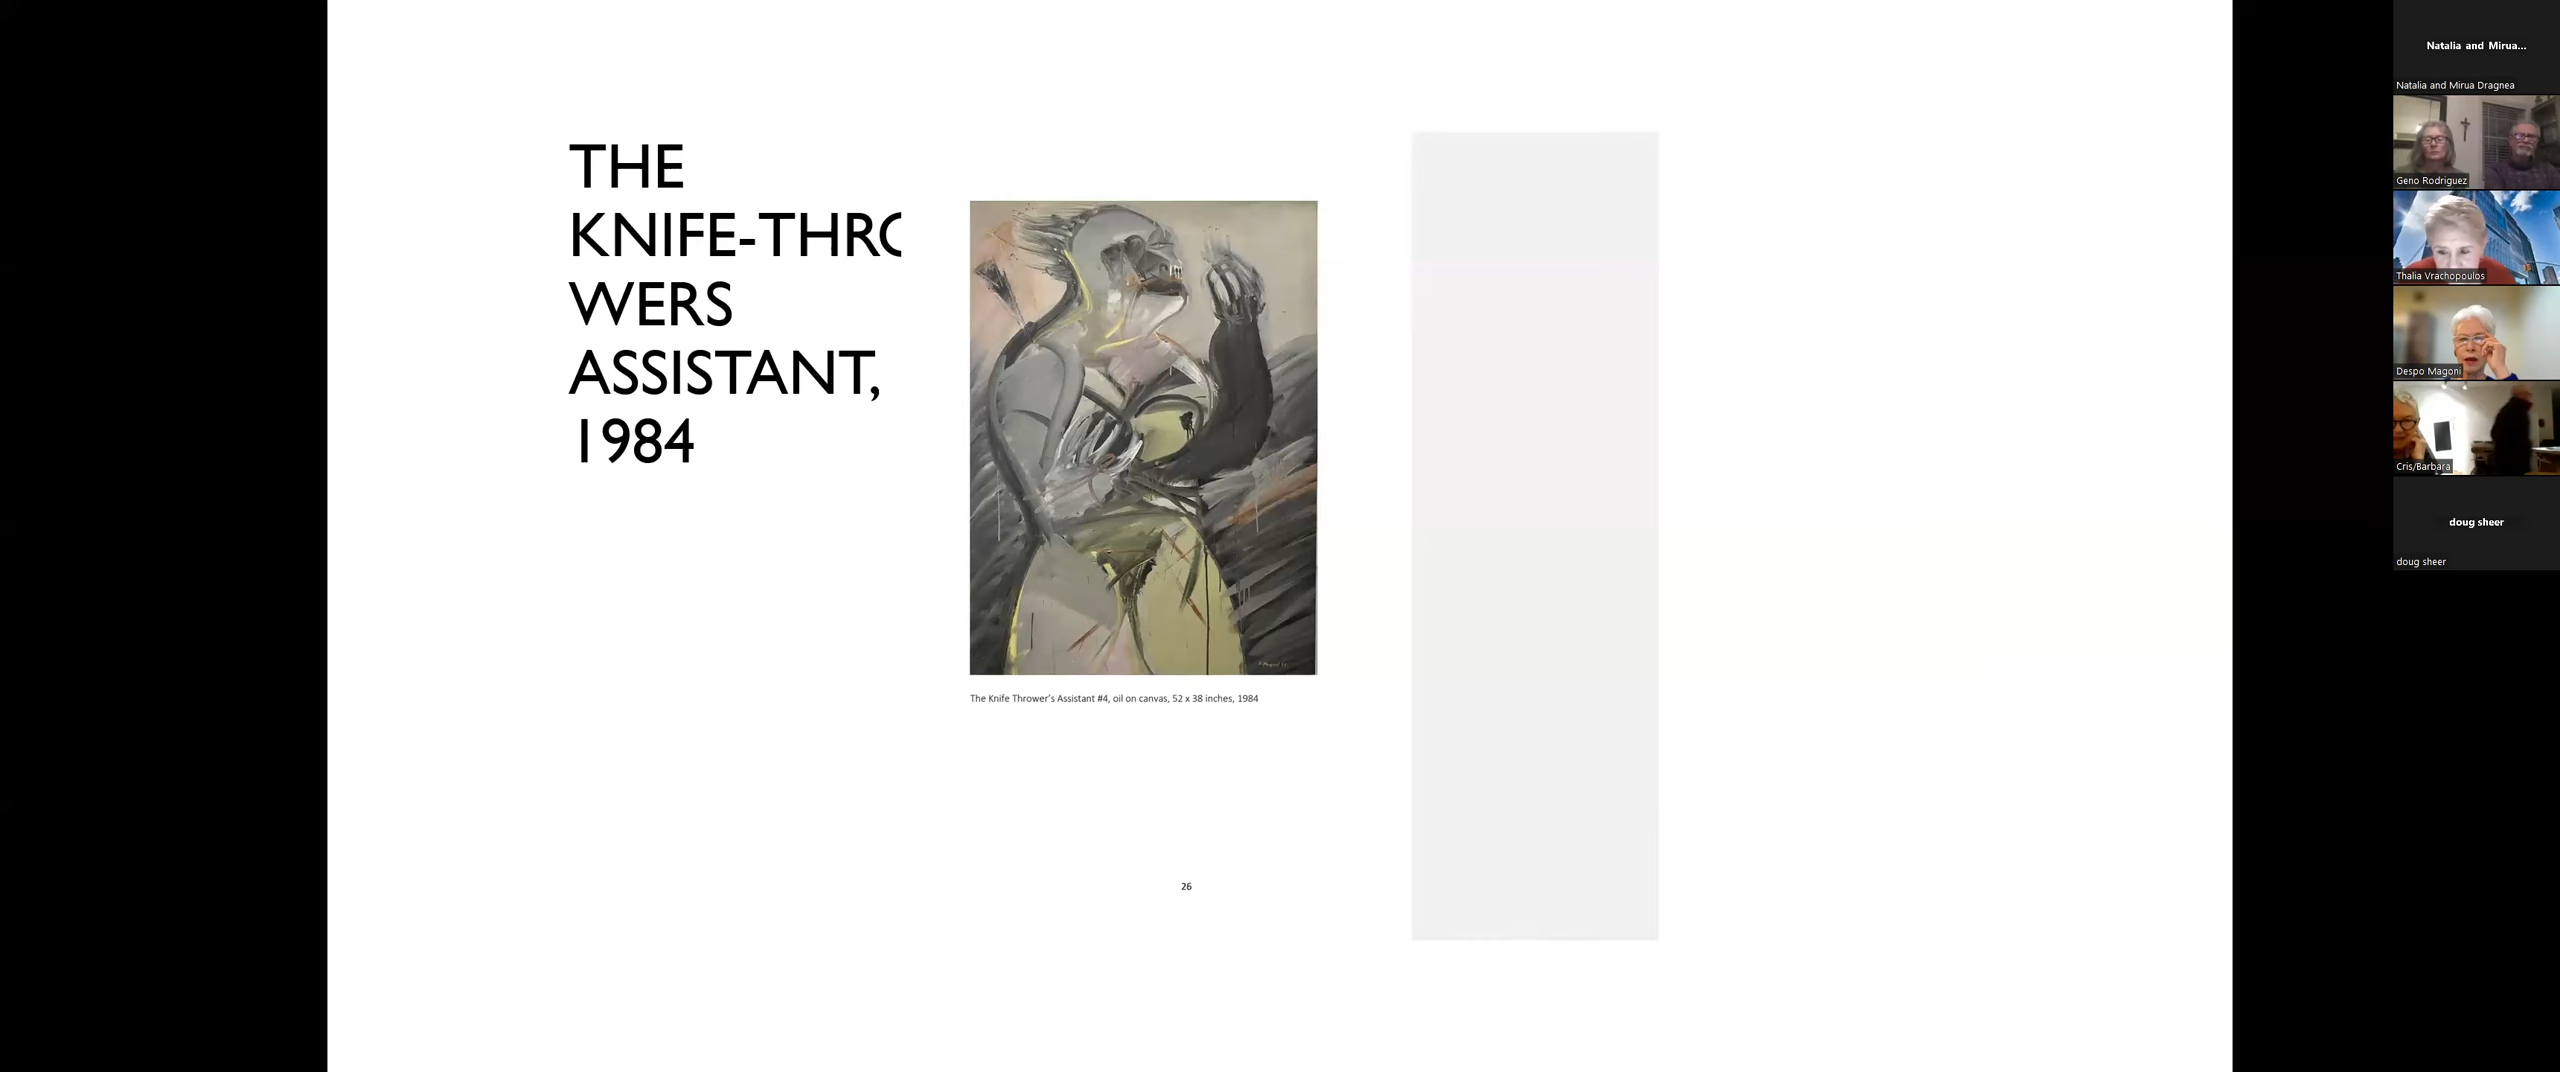 THE
KNIFE-THRO
WERS
ASSISTANT,
1984
The Knife Thrower's Assistant #4, oil on canvas, 52 x 38 inches, 1984
26
Natalia and Mirua...
Natalia and Mirua Dragnea
Geno Rodriguez
Thalia Vrachopoulos
Despo Magoni
Cris/Barbara
doug sheer
doug sheer